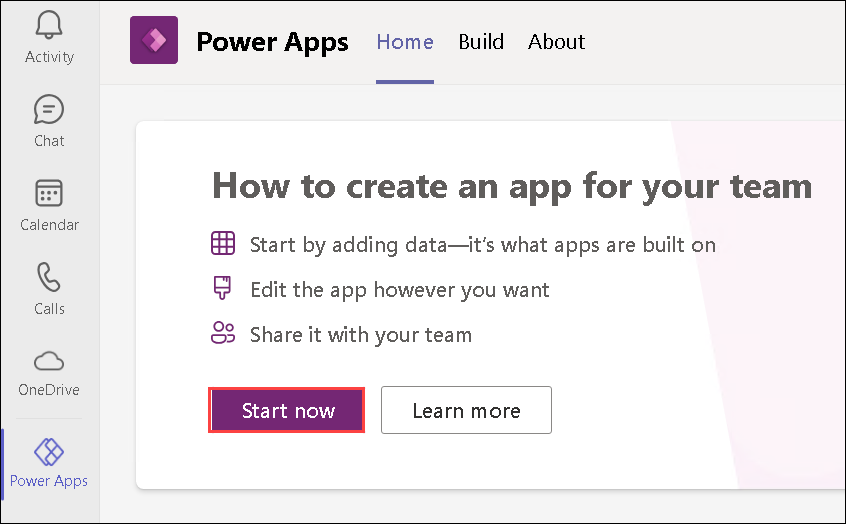 Activity
Chat
Calendar
Calls
OneDrive
Power Apps
Power Apps Home Build About
How to create an app for your team
Start by adding data—it’s what apps are built on
Edit the app however you want
Share it with your team
Start now Learn more